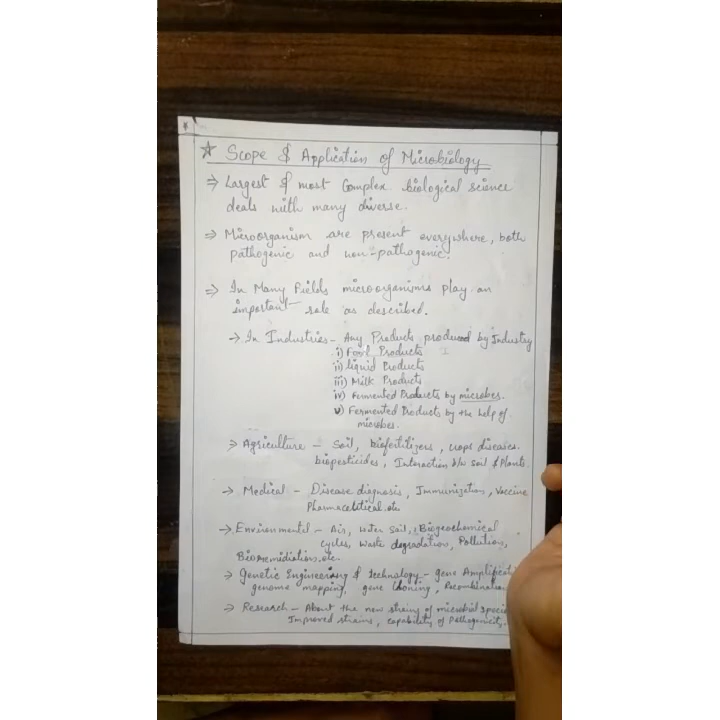 Scope & Application of Microbiology
⇒ Largest & most Complex biological science
deals with many diverse.
⇒ Microorganism are present everywhere, both
pathogenic and non-pathogenic.
⇒ In Many Fields microorganisms play an
important role as described.
→ In Industries - Any Products produced by Industry
i) Food Products
ii) liquid Products
iii) Milk Products
iv) Fermented Products by microbes.
v) Fermented Products by the help of
microbes.
→ Agriculture - Soil, biofertilizers, crops diseases.
biopesticides, Interaction b/w soil & Plants.
→ Medical - Disease diagnosis, Immunization, Vaccine
Pharmaceutical.etc
→ Environmentil - Air, water soil, Biogeochemical
cycles, waste degradation, Pollution,
Bioremidiation.etc.
→ Genetic Engineering & technology - gene
genome mapping, gene cloning,
→ Research - About the new strains of microbial
Improved strains, capability of Pathogenicity.